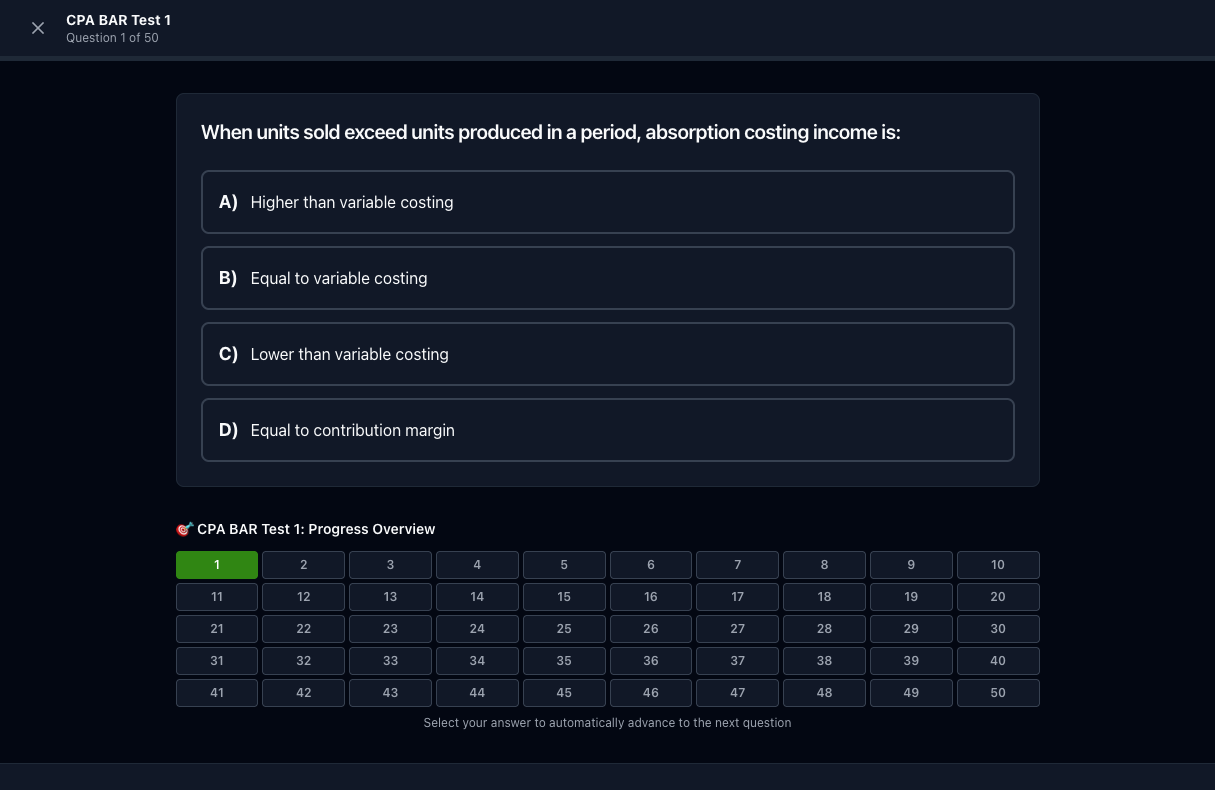 CPA BAR Test 1
Question 1 of 50
When units sold exceed units produced in a period, absorption costing income is:
A) Higher than variable costing
B) Equal to variable costing
C) Lower than variable costing
D) Equal to contribution margin
🎯 CPA BAR Test 1: Progress Overview
1 2 3 4 5 6 7 8 9 10
11 12 13 14 15 16 17 18 19 20
21 22 23 24 25 26 27 28 29 30
31 32 33 34 35 36 37 38 39 40
41 42 43 44 45 46 47 48 49 50
Select your answer to automatically advance to the next question